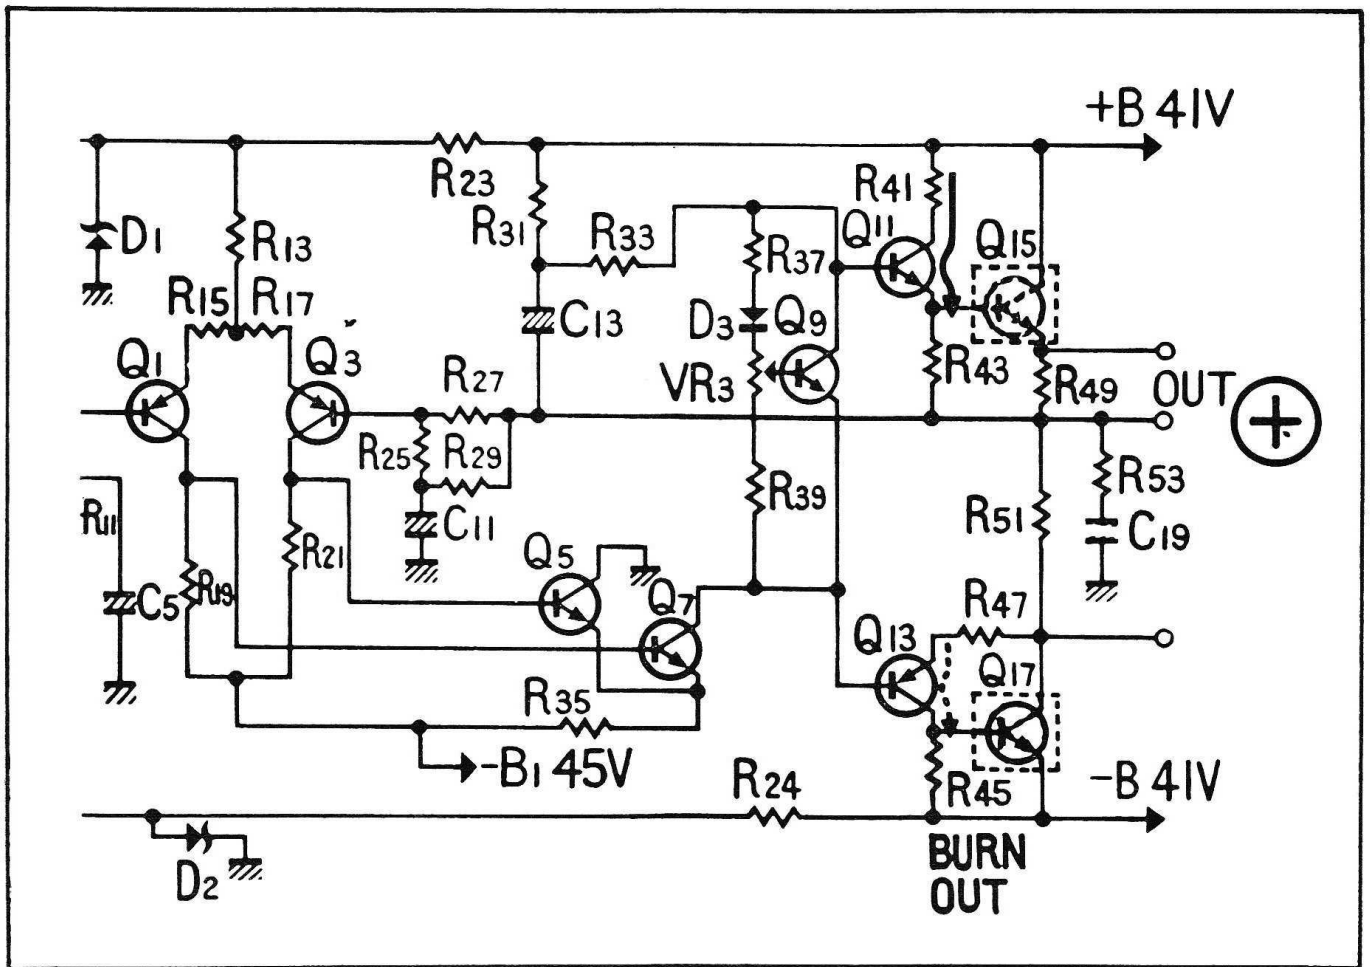 +B 41V
R23
R41
R31
R33
Q11
Q15
D1
R13
R37
R15
R17
C13
D3
Q9
Q1
Q3
R27
VR3
R43
R49
OUT
+
R25
R29
R39
R53
R11
C11
R51
C19
R21
Q5
C5
R19
Q7
R47
Q13
Q17
R35
-B1 45V
R24
R45
-B 41V
D2
BURN
OUT